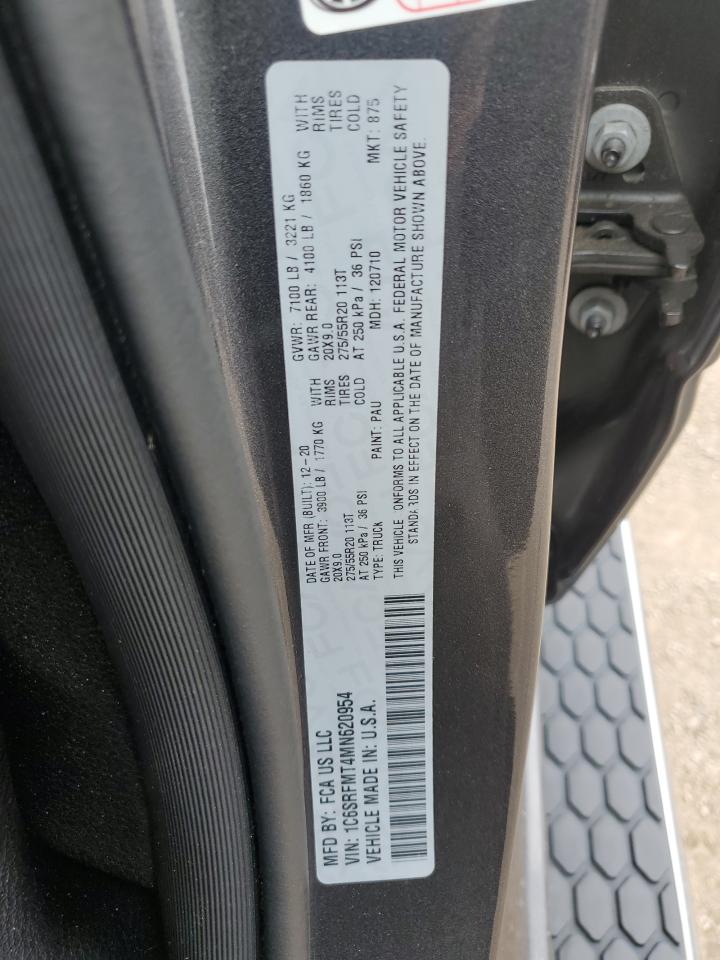 MFD BY: FCA US LLC
DATE OF MFR (BUILT): 12-20
GVWR: 7100 LB / 3221 KG
GAWR FRONT: 3900 LB / 1770 KG WITH
GAWR REAR: 4100 LB / 1860 KG WITH
20X9.0 RIMS
20X9.0 RIMS
275/55R20 113T TIRES
275/55R20 113T TIRES
AT 250 kPa / 36 PSI COLD
AT 250 kPa / 36 PSI COLD
VIN: 1C6SRFMT4MN620954
TYPE: TRUCK PAINT: PAU MDH: 120710 MKT: 875
VEHICLE MADE IN: U.S.A.
THIS VEHICLE ONFORMS TO ALL APPLICABLE U.S.A. FEDERAL MOTOR VEHICLE SAFETY
STANDARDS IN EFFECT ON THE DATE OF MANUFACTURE SHOWN ABOVE.